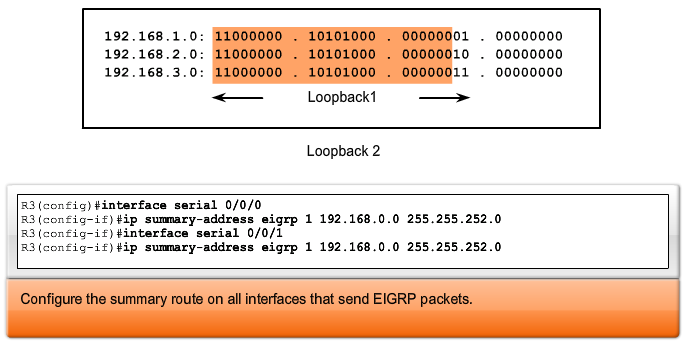 192.168.1.0: 11000000 . 10101000 . 00000001 . 00000000
192.168.2.0: 11000000 . 10101000 . 00000010 . 00000000
192.168.3.0: 11000000 . 10101000 . 00000011 . 00000000
Loopback1
Loopback 2
R3(config)#interface serial 0/0/0
R3(config-if)#ip summary-address eigrp 1 192.168.0.0 255.255.252.0
R3(config-if)#interface serial 0/0/1
R3(config-if)#ip summary-address eigrp 1 192.168.0.0 255.255.252.0
Configure the summary route on all interfaces that send EIGRP packets.